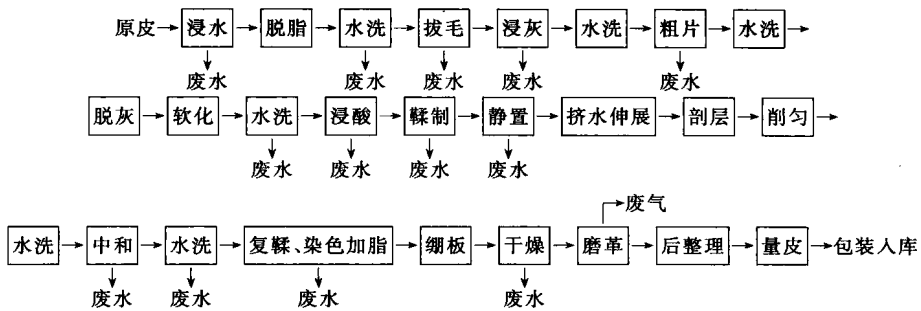 原皮 浸水 脱脂 水洗 拔毛 浸灰 水洗 粗片 水洗
废水 废水 废水 废水 废水
脱灰 软化 水洗 浸酸 鞣制 静置 挤水伸展 剖层 削匀
废水 废水 废水 废水
废气
水洗 中和 水洗 复鞣、染色加脂 绷板 干燥 磨革 后整理 量皮 包装入库
废水 废水 废水 废水